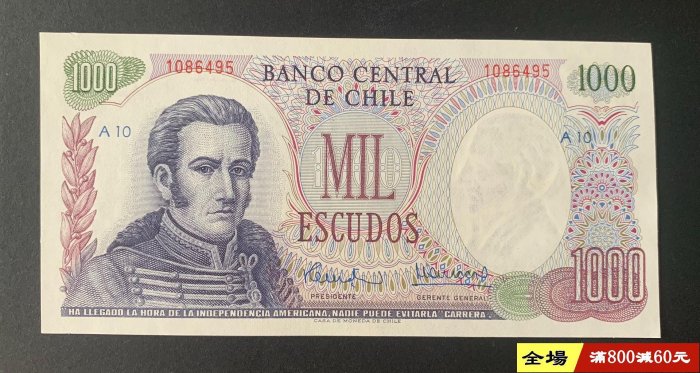 1000
1086495
BANCO CENTRAL
DE CHILE
1086495
1000
A 10
A 10
MIL
ESCUDOS
PRESIDENTE
GERENTE GENERAL
1000
"HA LLEGADO LA HORA DE LA INDEPENDENCIA AMERICANA, NADIE PUEDE EVITARLA" CARRERA.
CASA DE MONEDA DE CHILE
全場
滿800減60元